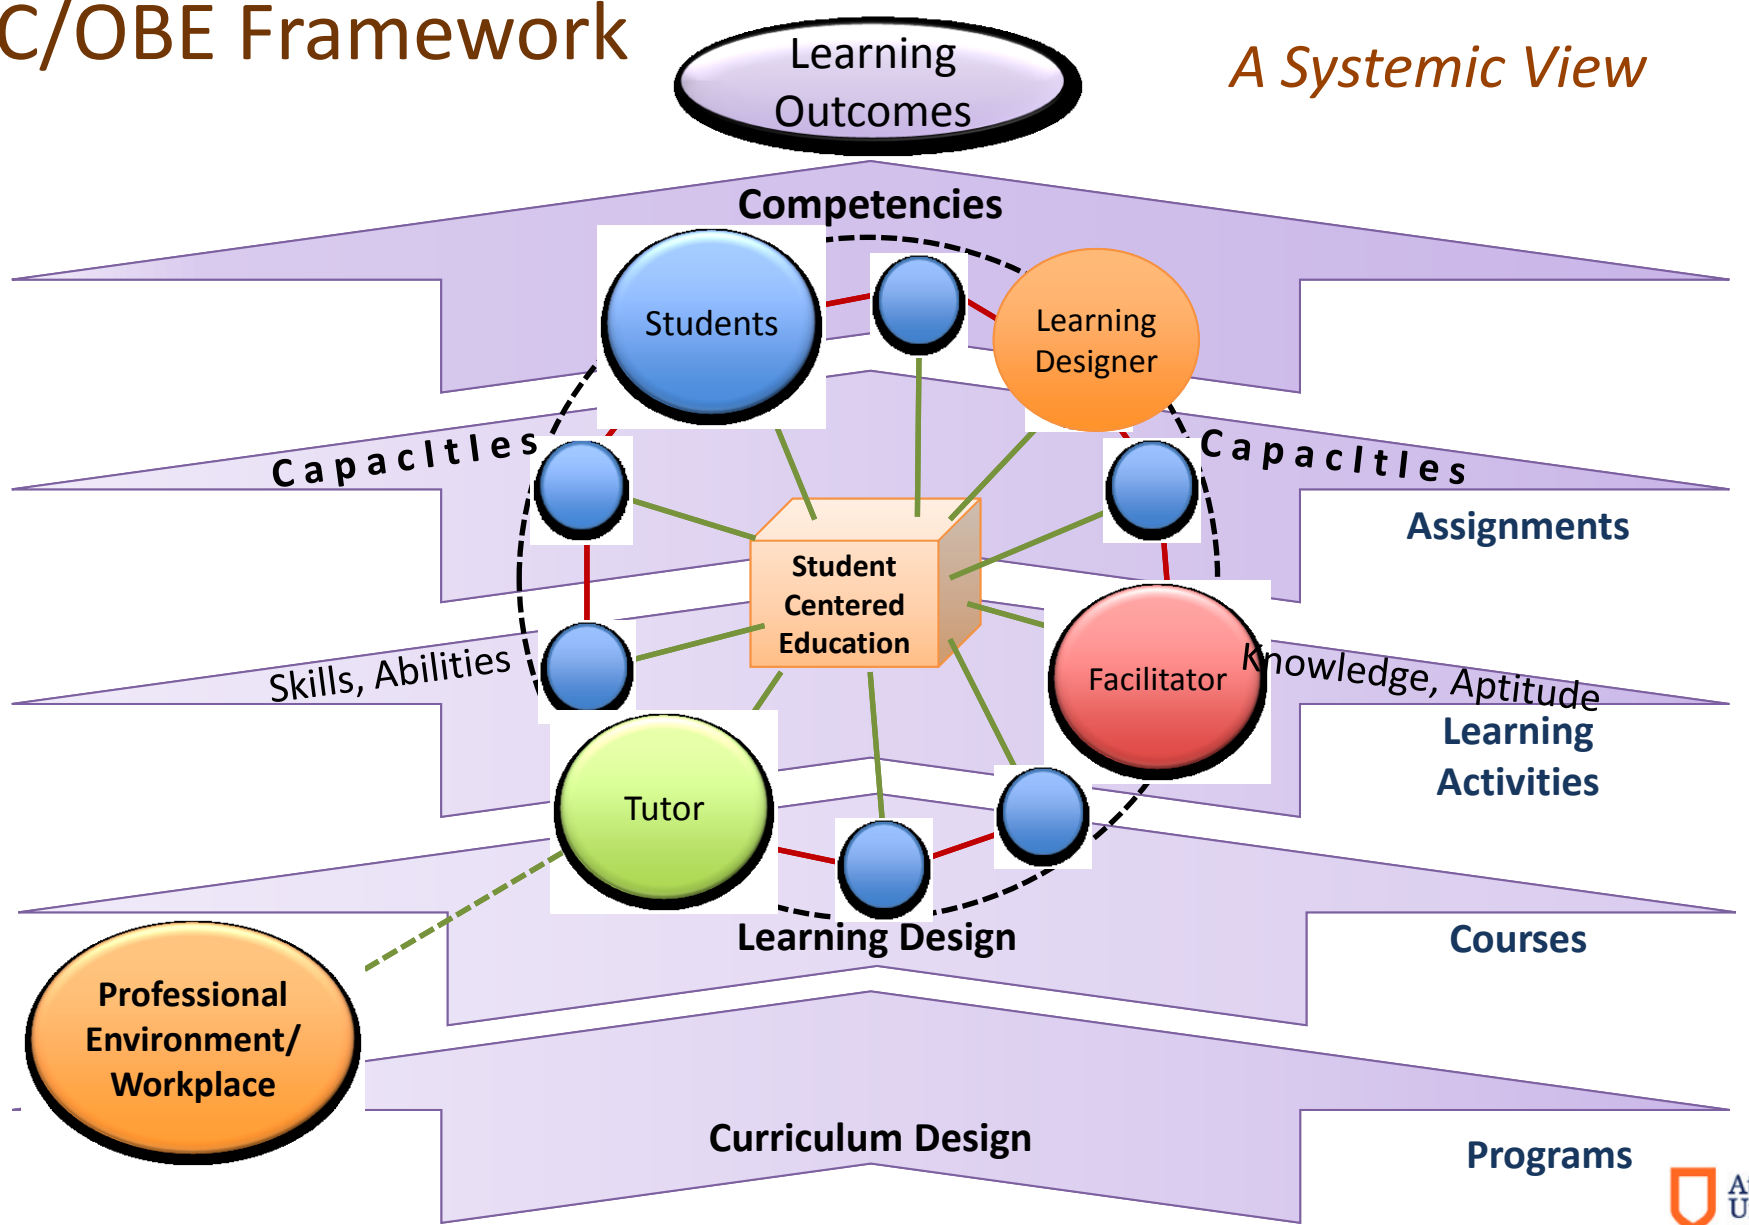 C/OBE Framework
A Systemic View
Learning
Outcomes
Competencies
Students
Learning
Designer
CapacItIes
CapacItIes
Assignments
Student
Centered
Education
Skills, Abilities
Facilitator
Knowledge, Aptitude
Learning
Activities
Tutor
Learning Design
Courses
Professional
Environment/
Workplace
Curriculum Design
Programs